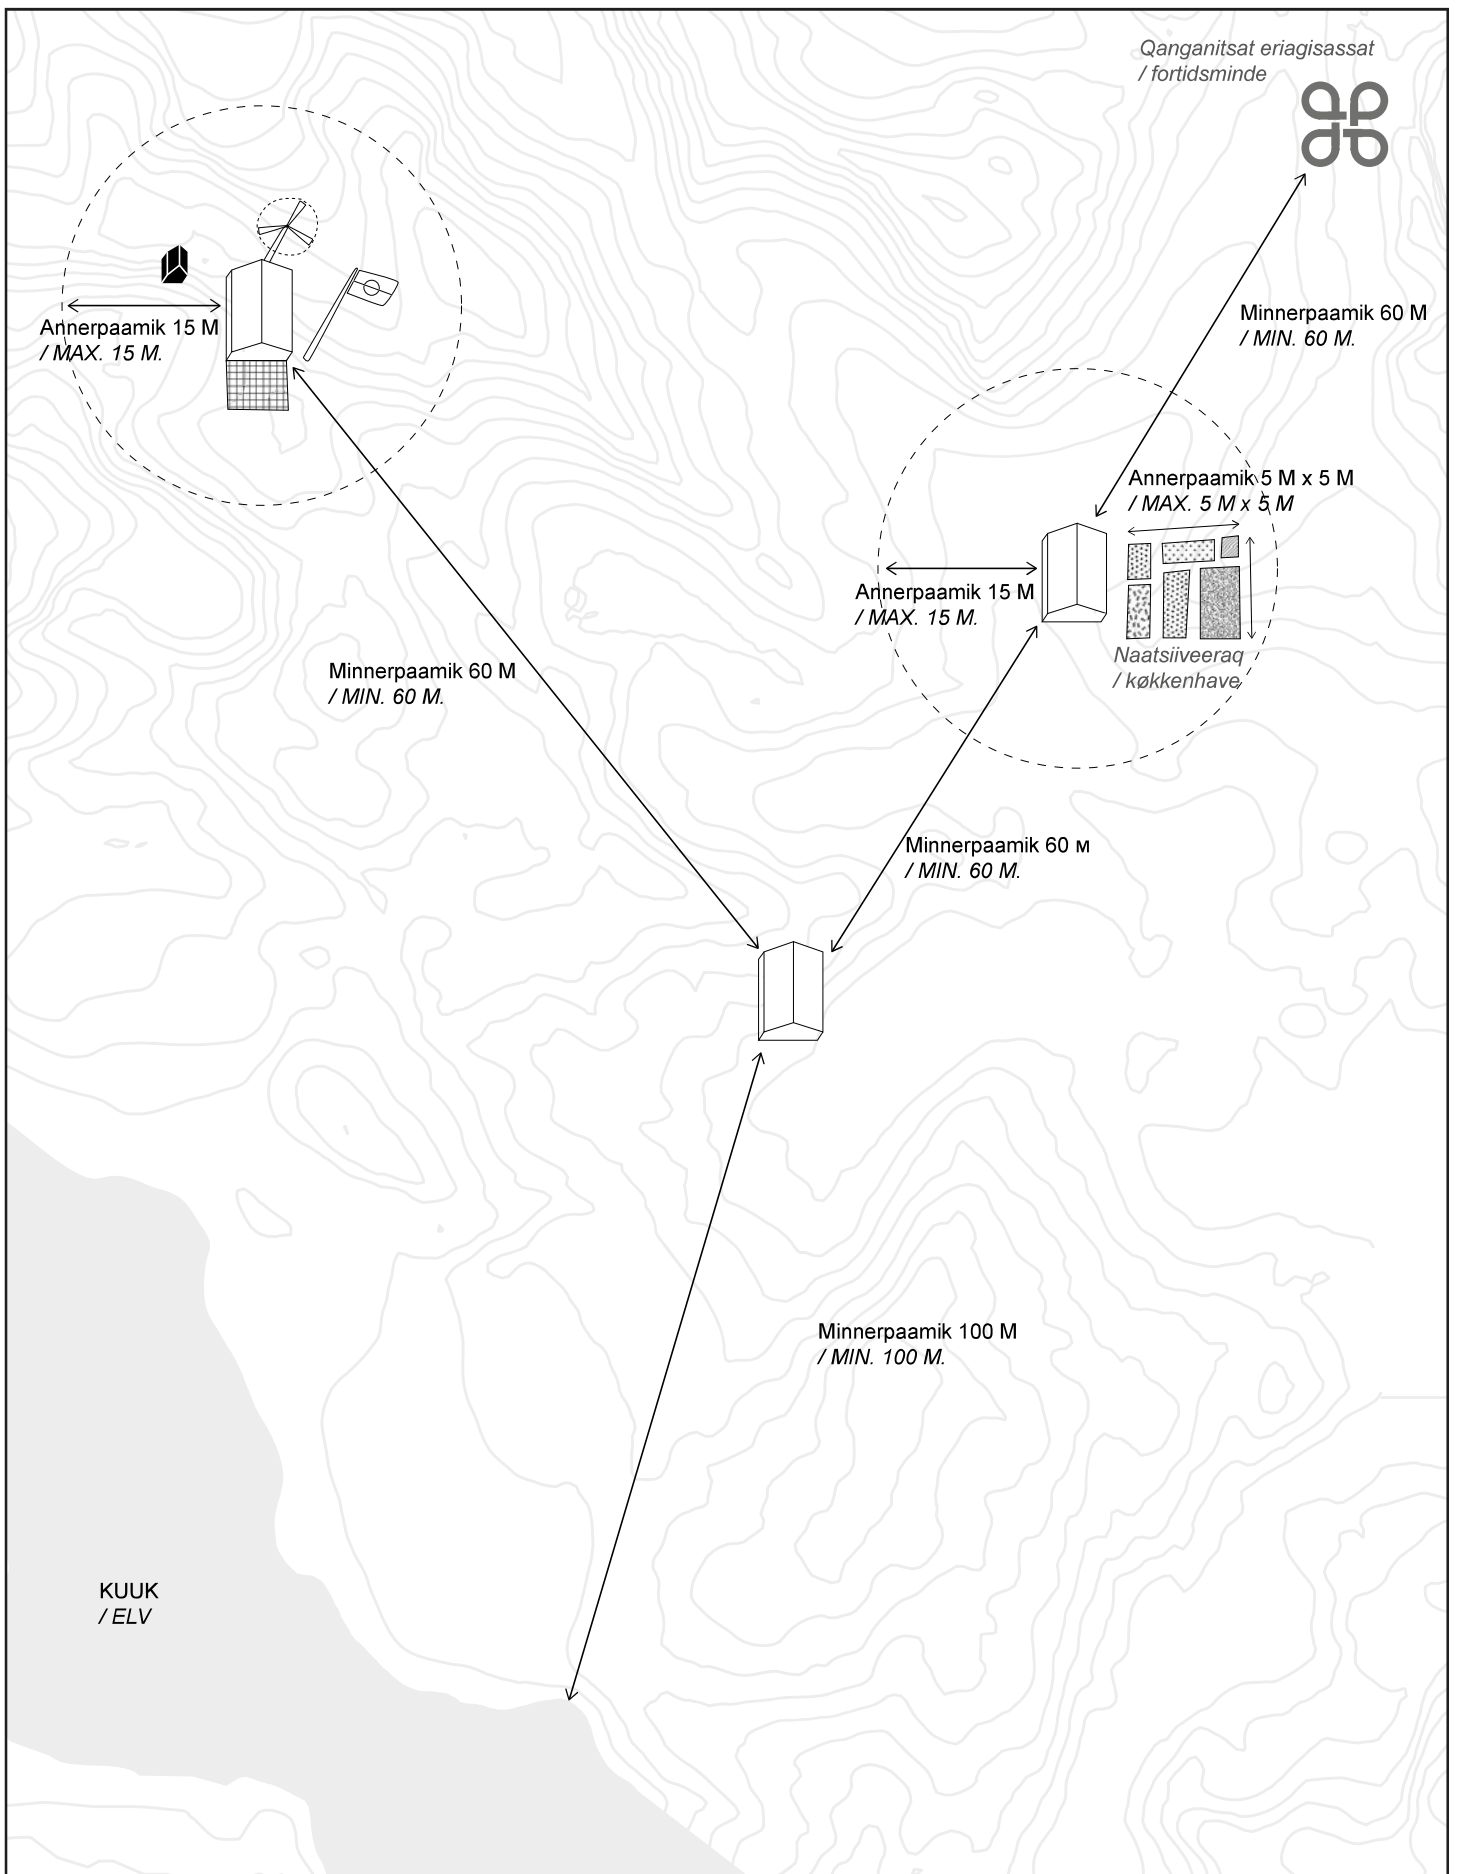 Qanganitsat eriagisassat
/ fortidsminde
Annerpaamik 15 M
/ MAX. 15 M.
Minnerpaamik 60 M
/ MIN. 60 M.
Annerpaamik 5 M x 5 M
/ MAX. 5 M x 5 M
Annerpaamik 15 M
/ MAX. 15 M.
Naatsiiveeraq
/ køkkenhave
Minnerpaamik 60 M
/ MIN. 60 M.
Minnerpaamik 60 м
/ MIN. 60 M.
Minnerpaamik 100 M
/ MIN. 100 M.
KUUK
/ ELV